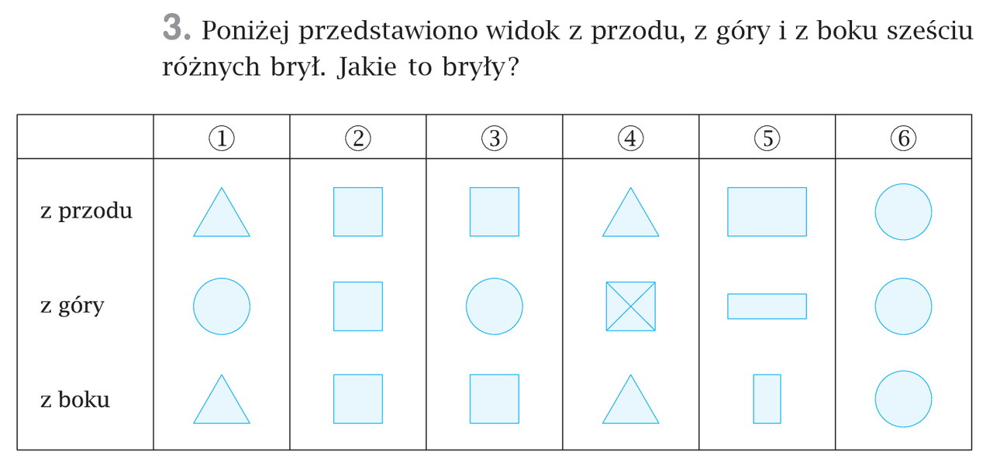 3. Poniżej przedstawiono widok z przodu, z góry i z boku sześciu
różnych brył. Jakie to bryły?
① ② ③ ④ ⑤ ⑥
z przodu
z góry
z boku